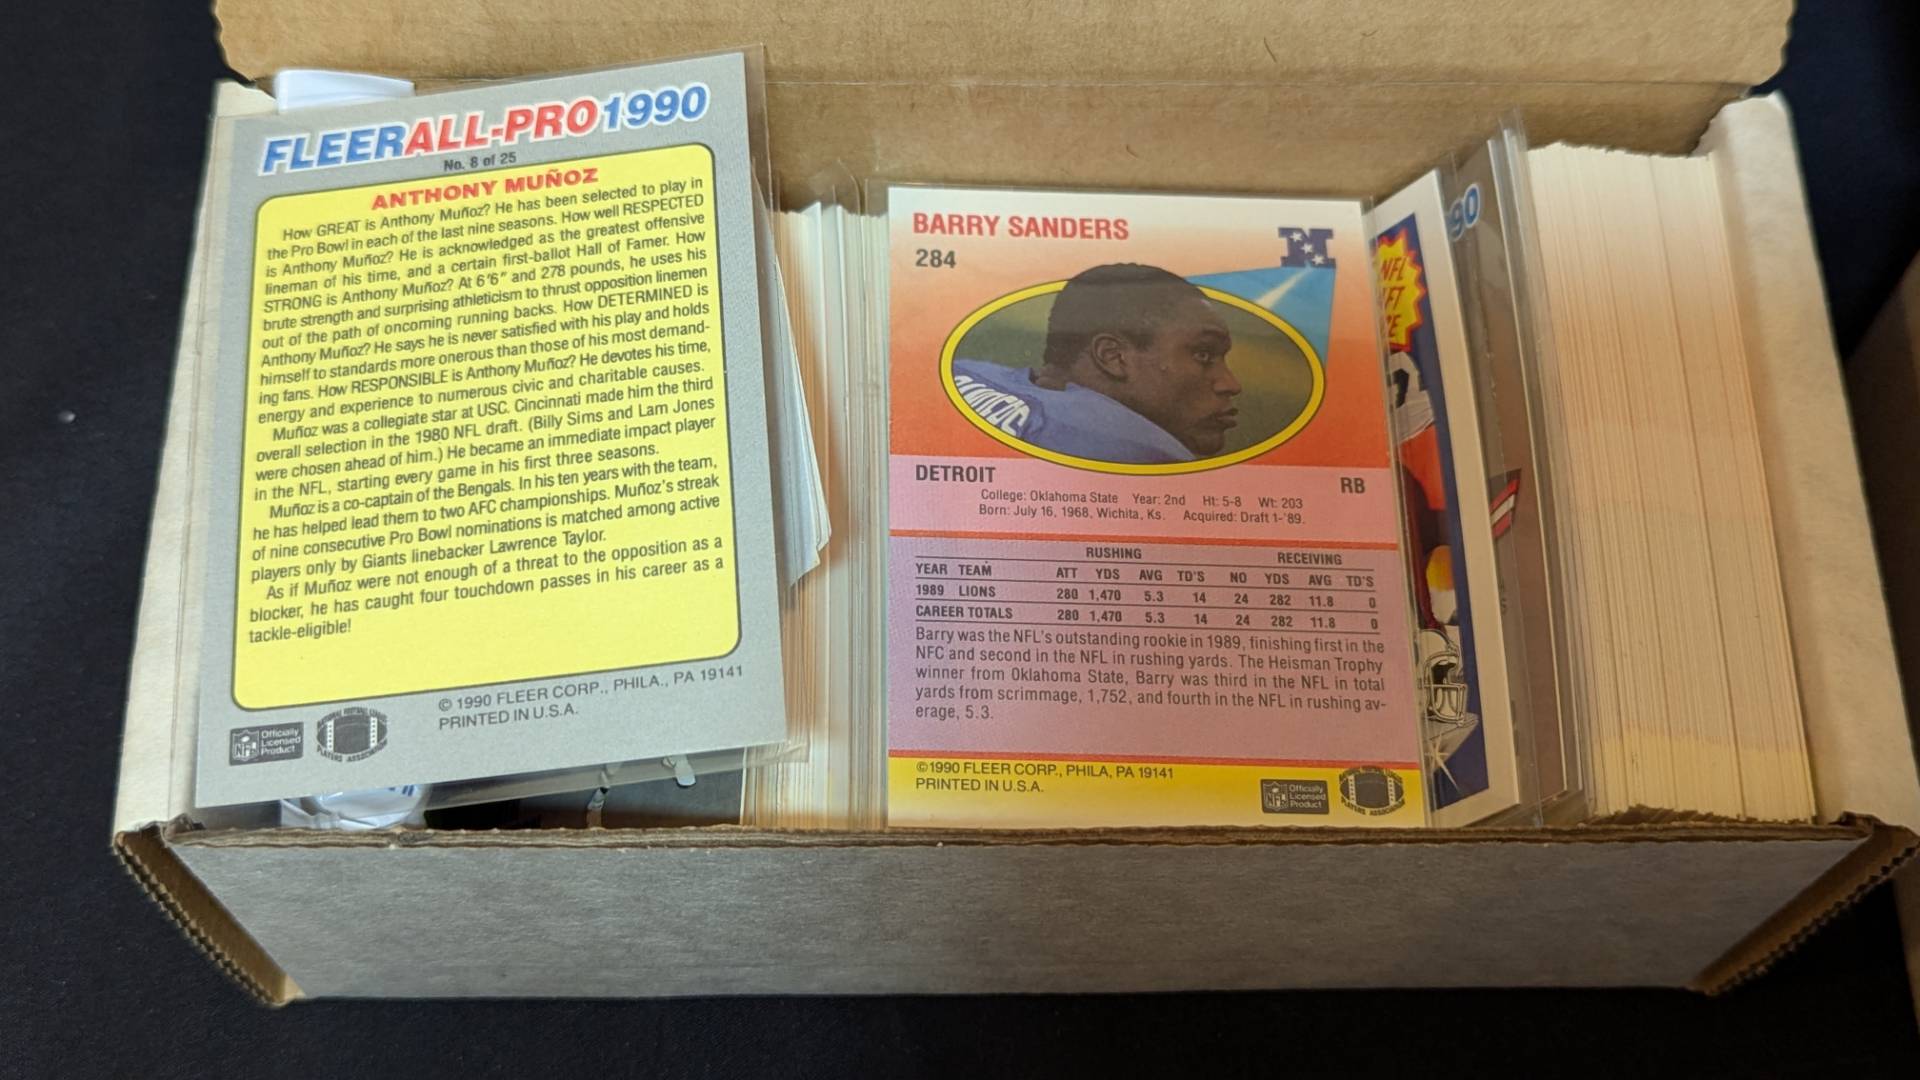 FLEERALL-PRO1990
No. 8 of 25
ANTHONY MUÑOZ
How GREAT is Anthony Muñoz? He has been selected to play in
the Pro Bowl in each of the last nine seasons. How well RESPECTED
is Anthony Muñoz? He is acknowledged as the greatest offensive
lineman of his time, and a certain first-ballot Hall of Famer. How
STRONG is Anthony Muñoz? At 6'6" and 278 pounds, he uses his
brute strength and surprising athleticism to thrust opposition linemen
out of the path of oncoming running backs. How DETERMINED is
Anthony Muñoz? He says he is never satisfied with his play and holds
himself to standards more onerous than those of his most demand-
ing fans. How RESPONSIBLE is Anthony Muñoz? He devotes his time,
energy and experience to numerous civic and charitable causes.
Muñoz was a collegiate star at USC. Cincinnati made him the third
overall selection in the 1980 NFL draft. (Billy Sims and Lam Jones
were chosen ahead of him.) He became an immediate impact player
in the NFL, starting every game in his first three seasons.
Muñoz is a co-captain of the Bengals. In his ten years with the team,
he has helped lead them to two AFC championships. Muñoz's streak
of nine consecutive Pro Bowl nominations is matched among active
players only by Giants linebacker Lawrence Taylor.
As if Muñoz were not enough of a threat to the opposition as a
blocker, he has caught four touchdown passes in his career as a
tackle-eligible!
© 1990 FLEER CORP., PHILA., PA 19141
PRINTED IN U.S.A.
NFL
Officially
Licensed
Product
BARRY SANDERS
284
N
DETROIT
RB
College: Oklahoma State Year: 2nd Ht: 5-8 Wt: 203
Born: July 16, 1968, Wichita, Ks. Acquired: Draft 1-'89.
RUSHING RECEIVING
YEAR TEAM ATT YDS AVG TD'S NO YDS AVG TD'S
1989 LIONS 280 1,470 5.3 14 24 282 11.8 0
CAREER TOTALS 280 1,470 5.3 14 24 282 11.8 0
Barry was the NFL's outstanding rookie in 1989, finishing first in the
NFC and second in the NFL in rushing yards. The Heisman Trophy
winner from Oklahoma State, Barry was third in the NFL in total
yards from scrimmage, 1,752, and fourth in the NFL in rushing av-
erage, 5.3.
©1990 FLEER CORP., PHILA, PA 19141
PRINTED IN U.S.A.
NFL
Officially
Licensed
Product
NFL
90